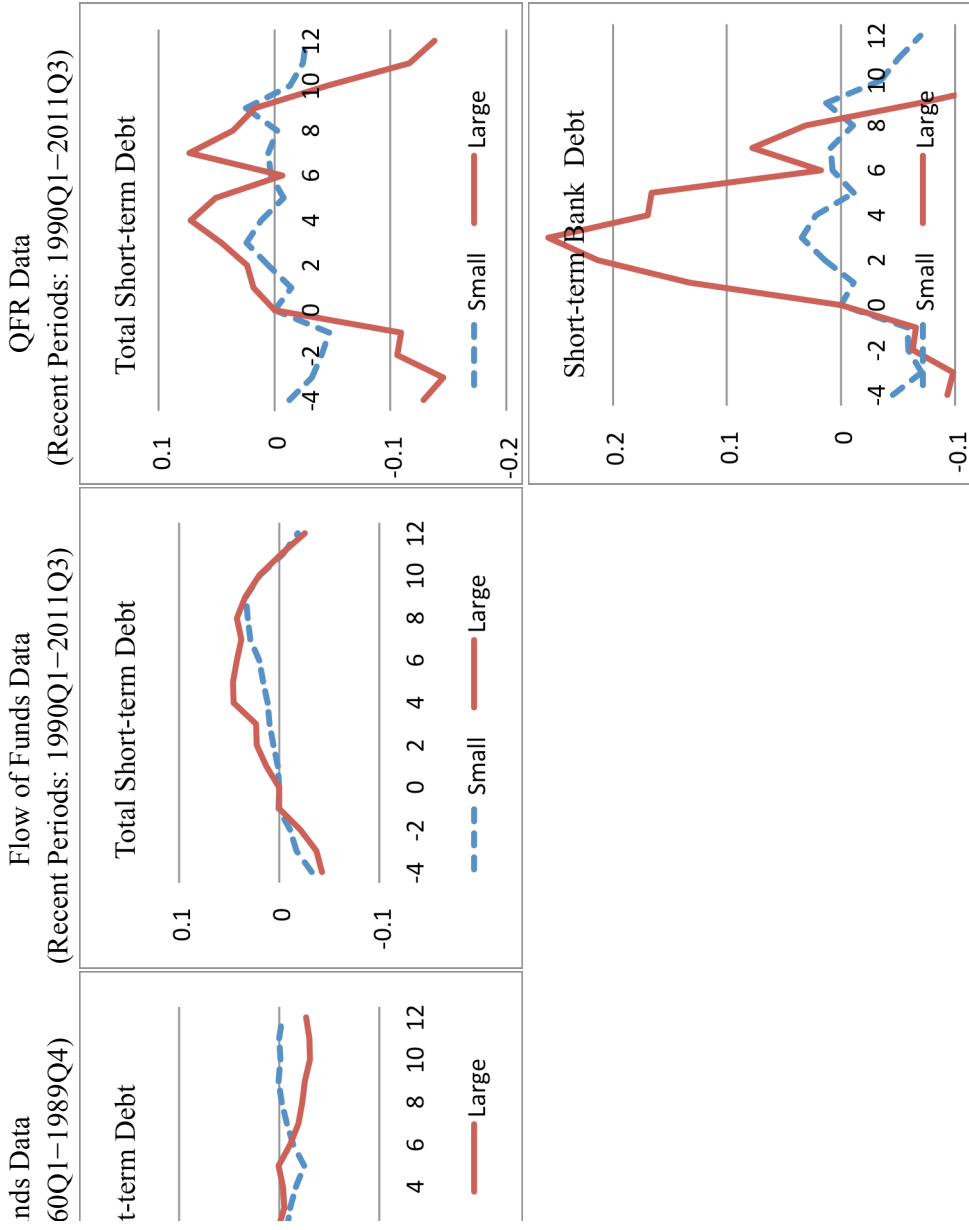 nds Data
60Q1−1989Q4)
t-term Debt
4 6 8 10 12
Large
Flow of Funds Data
(Recent Periods: 1990Q1−2011Q3)
Total Short-term Debt
0.1
0
-0.1
-4 -2 0 2 4 6 8 10 12
Small Large
QFR Data
(Recent Periods: 1990Q1−2011Q3)
Total Short-term Debt
0.1
0
-0.1
-0.2
-4 -2 0 2 4 6 8 10 12
Small Large
Short-term Bank Debt
0.2
0.1
0
-0.1
-4 -2 0 2 4 6 8 10 12
Small Large